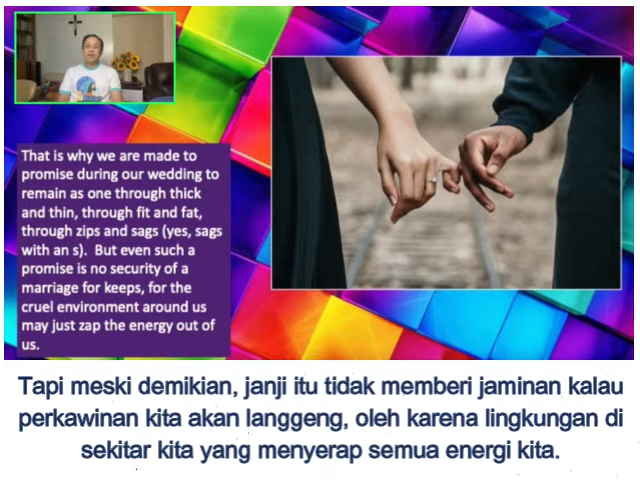 That is why we are made to
promise during our wedding to
remain as one through thick
and thin, through fit and fat,
through zips and sags (yes, sags
with an s).  But even such a
promise is no security of a
marriage for keeps, for the
cruel environment around us
may just zap the energy out of
us.
Tapi meski demikian, janji itu tidak memberi jaminan kalau
perkawinan kita akan langgeng, oleh karena lingkungan di
sekitar kita yang menyerap semua energi kita.